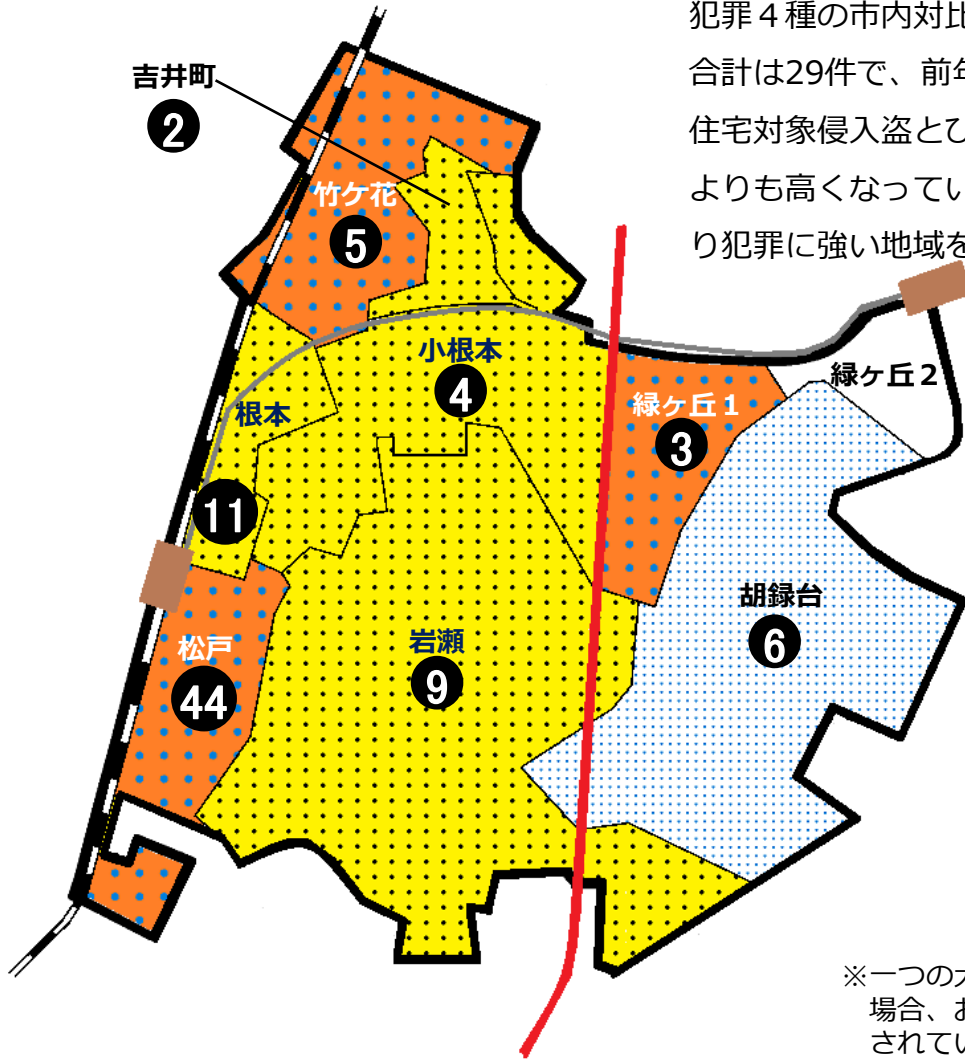 犯罪４種の市内対比
合計は29件で、前年
住宅対象侵入盗とひ
よりも高くなってい
り犯罪に強い地域を
吉井町
2
竹ケ花
5
小根本
4
緑ケ丘２
緑ケ丘１
3
根本
11
胡録台
6
松戸
44
岩瀬
9
※一つの大
場合、お
されてい